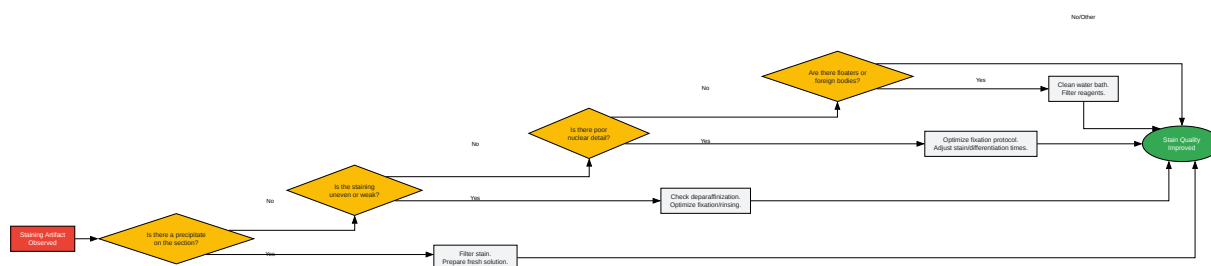 No/Other
Are there floaters or
foreign bodies?
Yes
Clean water bath.
Filter reagents.
No
Is there poor
nuclear detail?
Yes
Optimize fixation protocol.
Adjust stain/differentiation times.
Stain Quality
Improved
No
Is the staining
uneven or weak?
Yes
Check deparaffinization.
Optimize fixation/rinsing.
No
Staining Artifact
Observed
Is there a precipitate
on the section?
Yes
Filter stain.
Prepare fresh solution.